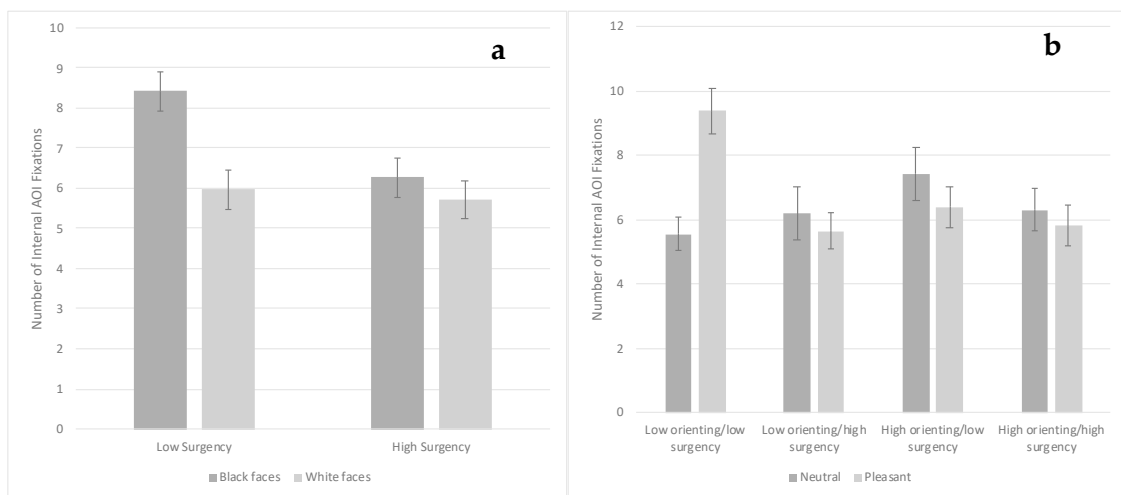 a
Number of Internal AOI Fixations
10
9
8
7
6
5
4
3
2
1
0
Low Surgency
High Surgency
Black faces
White faces
b
Number of Internal AOI Fixations
12
10
8
6
4
2
0
Low orienting/low
surgency
Low orienting/high
surgency
High orienting/low
surgency
High orienting/high
surgency
Neutral
Pleasant